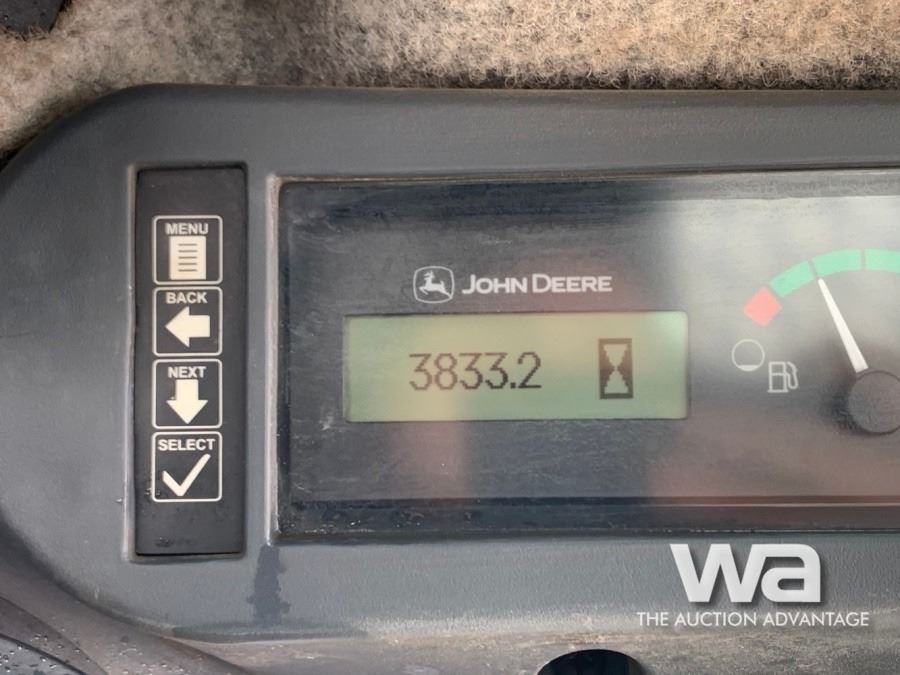 MENU
BACK
NEXT
SELECT
JOHN DEERE
3833.2
wa
THE AUCTION ADVANTAGE